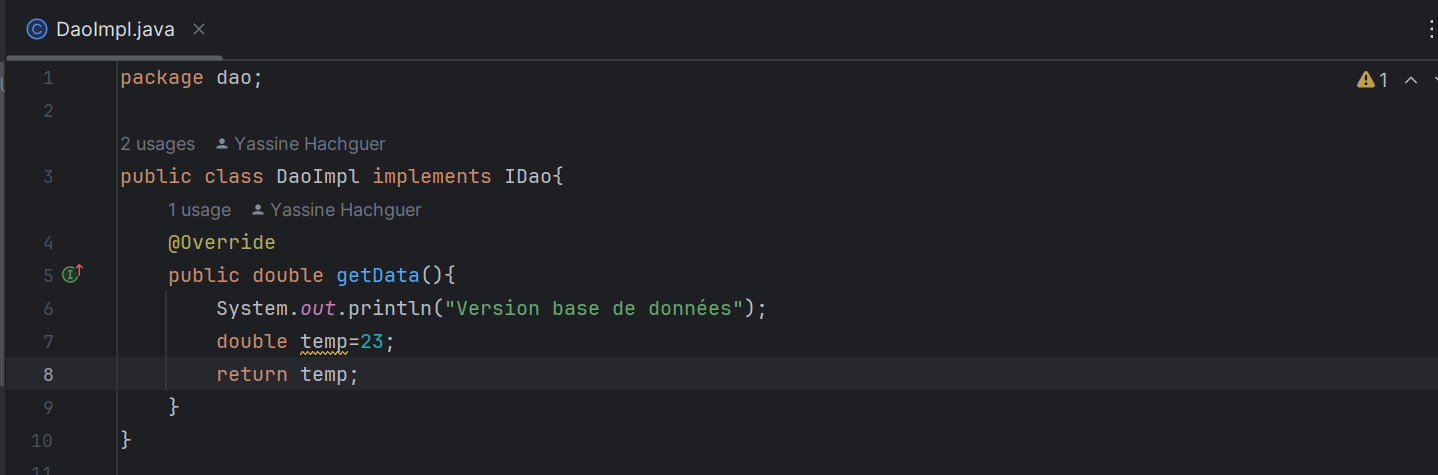 DaoImpl.java
1 package dao;
1
2
2 usages Yassine Hachguer
3 public class DaoImpl implements IDao{
1 usage Yassine Hachguer
4 @Override
5 public double getData(){
6 System.out.println("Version base de données");
7 double temp=23;
8 return temp;
9 }
10 }
11